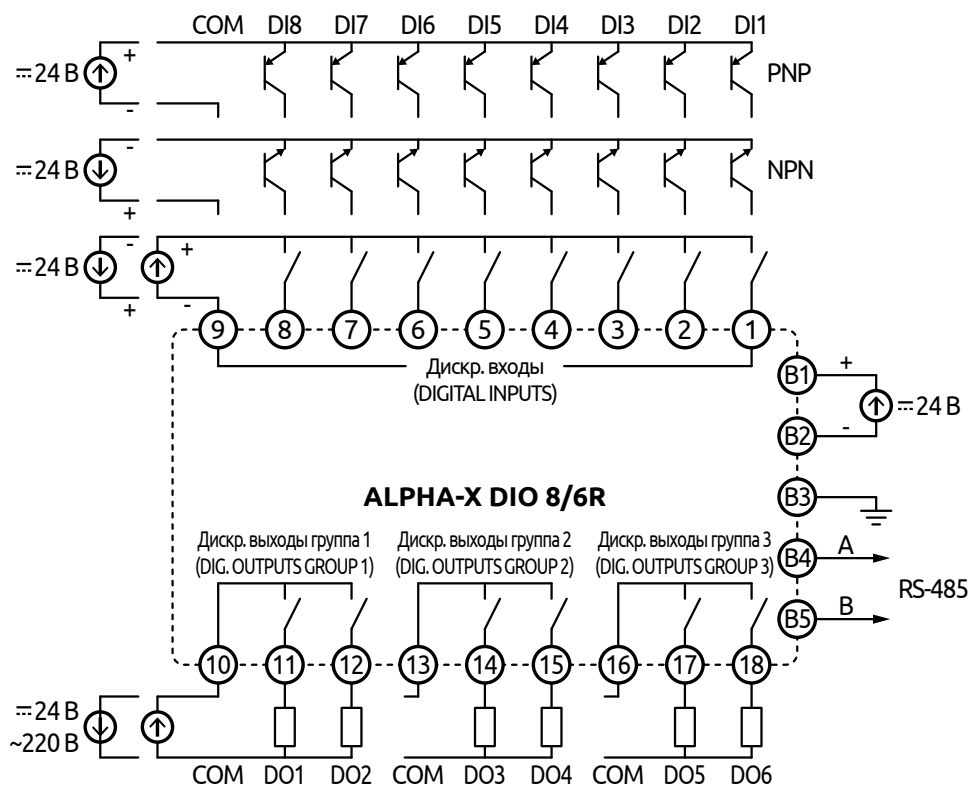 COM DI8 DI7 DI6 DI5 DI4 DI3 DI2 DI1
+
⎓24 В
-
PNP
-
⎓24 В
+
NPN
- +
⎓24 В
+ -
9 8 7 6 5 4 3 2 1
Дискр. входы
(DIGITAL INPUTS)
B1 +
⎓24 В
B2 -
B3
ALPHA-X DIO 8/6R
Дискр. выходы группа 1
(DIG. OUTPUTS GROUP 1)
Дискр. выходы группа 2
(DIG. OUTPUTS GROUP 2)
Дискр. выходы группа 3
(DIG. OUTPUTS GROUP 3)
B4 A
RS-485
B5 B
10 11 12 13 14 15 16 17 18
⎓24 В
~220 В
COM DO1 DO2 COM DO3 DO4 COM DO5 DO6